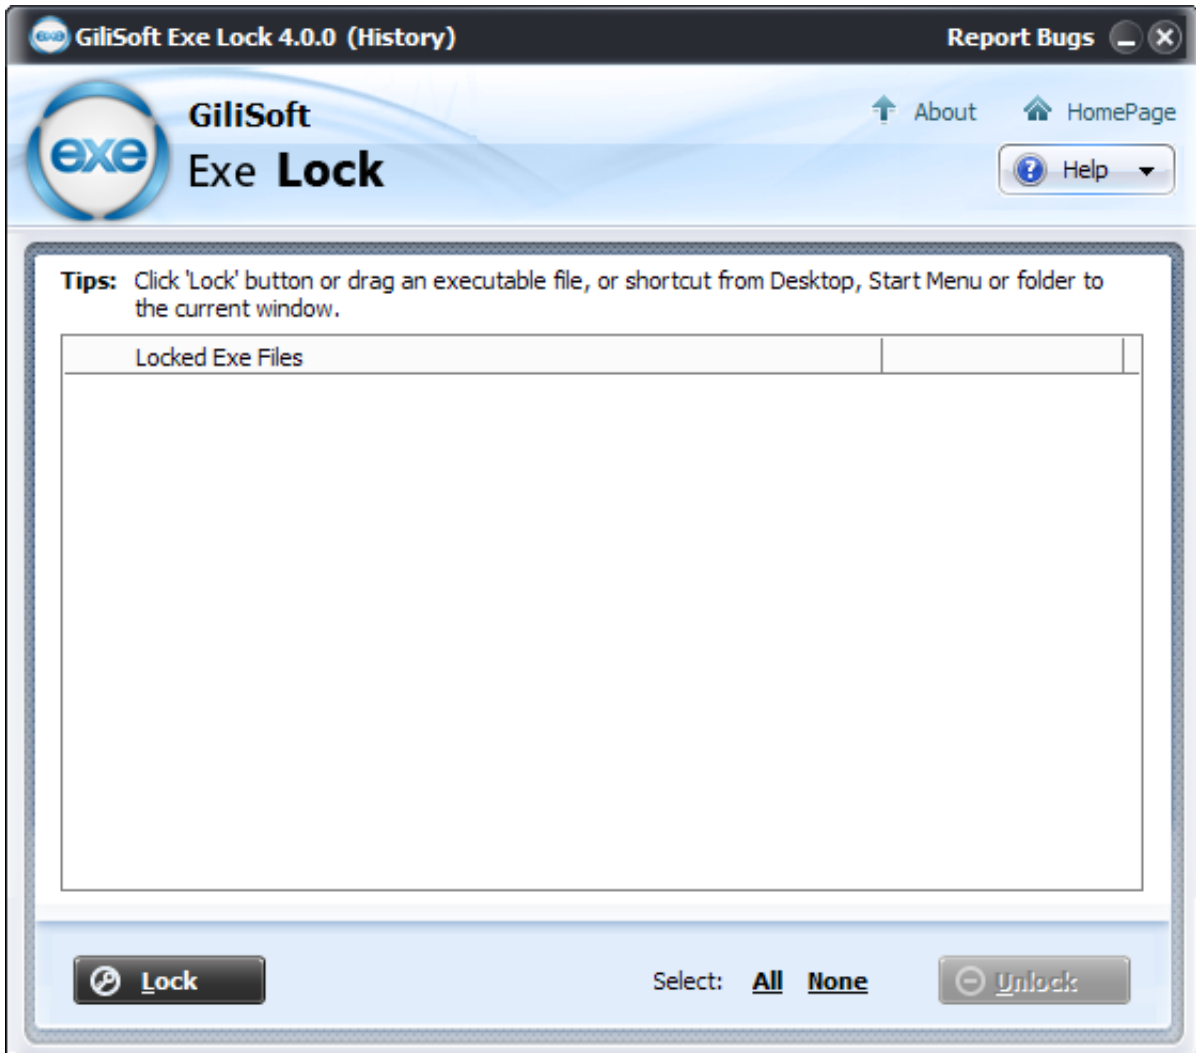 exe GiliSoft Exe Lock 4.0.0 (History) Report Bugs
exe
GiliSoft
Exe Lock
About HomePage
? Help
Tips: Click 'Lock' button or drag an executable file, or shortcut from Desktop, Start Menu or folder to
the current window.
Locked Exe Files
Lock Select: All None Unlock